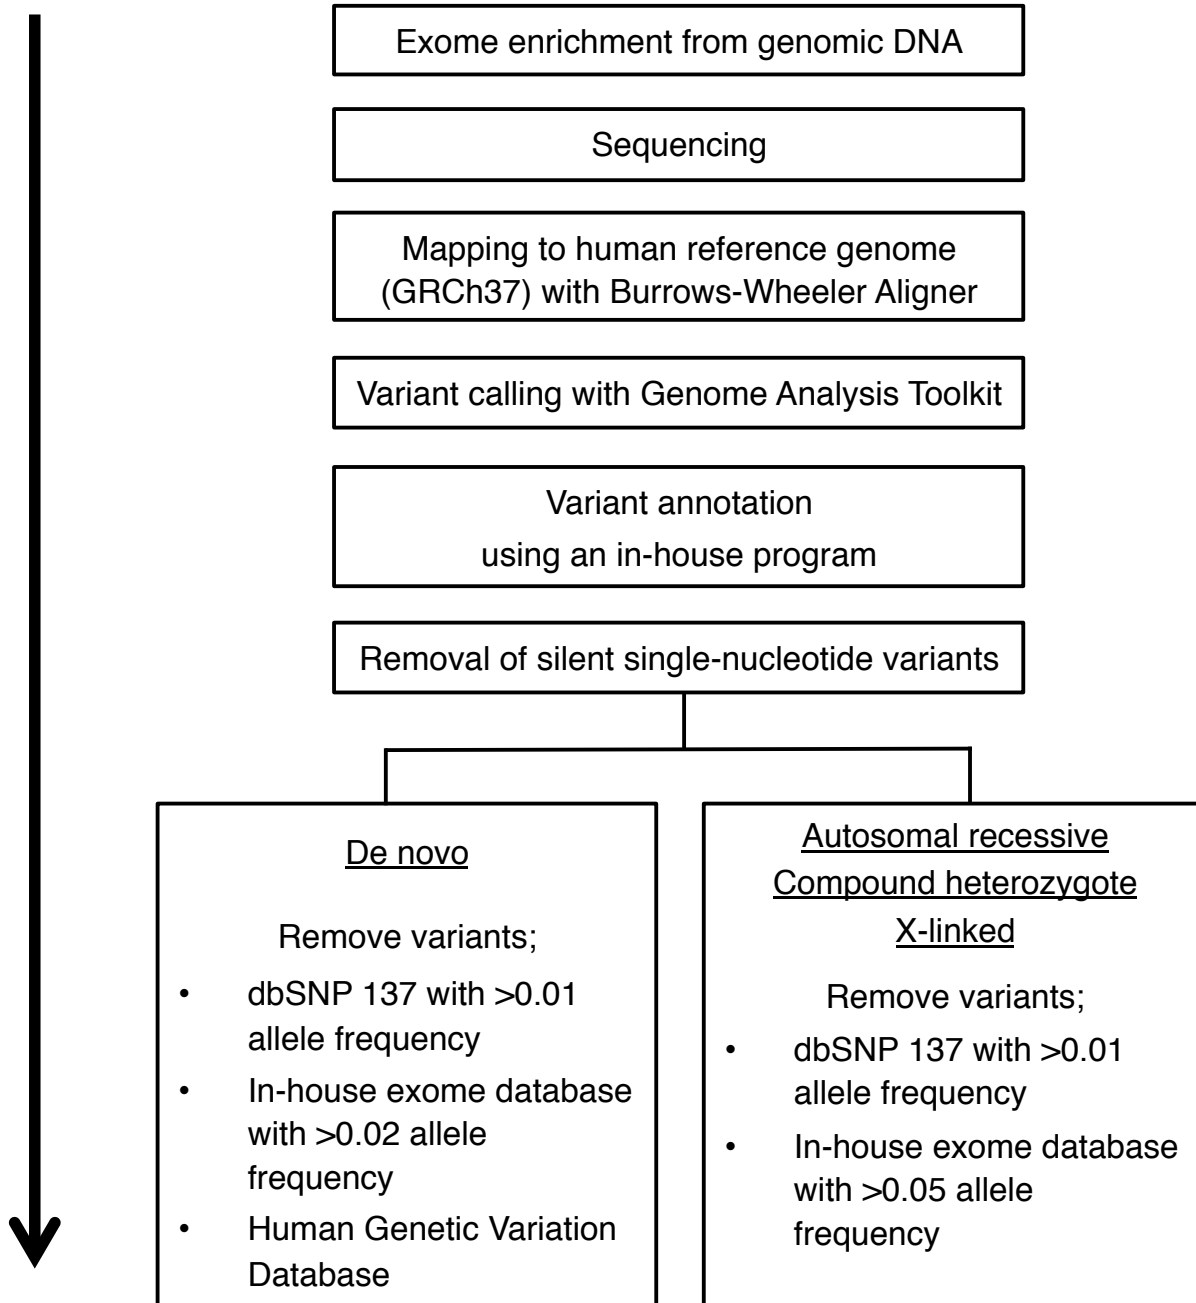 Exome enrichment from genomic DNA
Sequencing
Mapping to human reference genome
(GRCh37) with Burrows-Wheeler Aligner
Variant calling with Genome Analysis Toolkit
Variant annotation
using an in-house program
Removal of silent single-nucleotide variants
De novo
Remove variants;
• dbSNP 137 with >0.01
allele frequency
• In-house exome database
with >0.02 allele
frequency
• Human Genetic Variation
Database
Autosomal recessive
Compound heterozygote
X-linked
Remove variants;
• dbSNP 137 with >0.01
allele frequency
• In-house exome database
with >0.05 allele
frequency